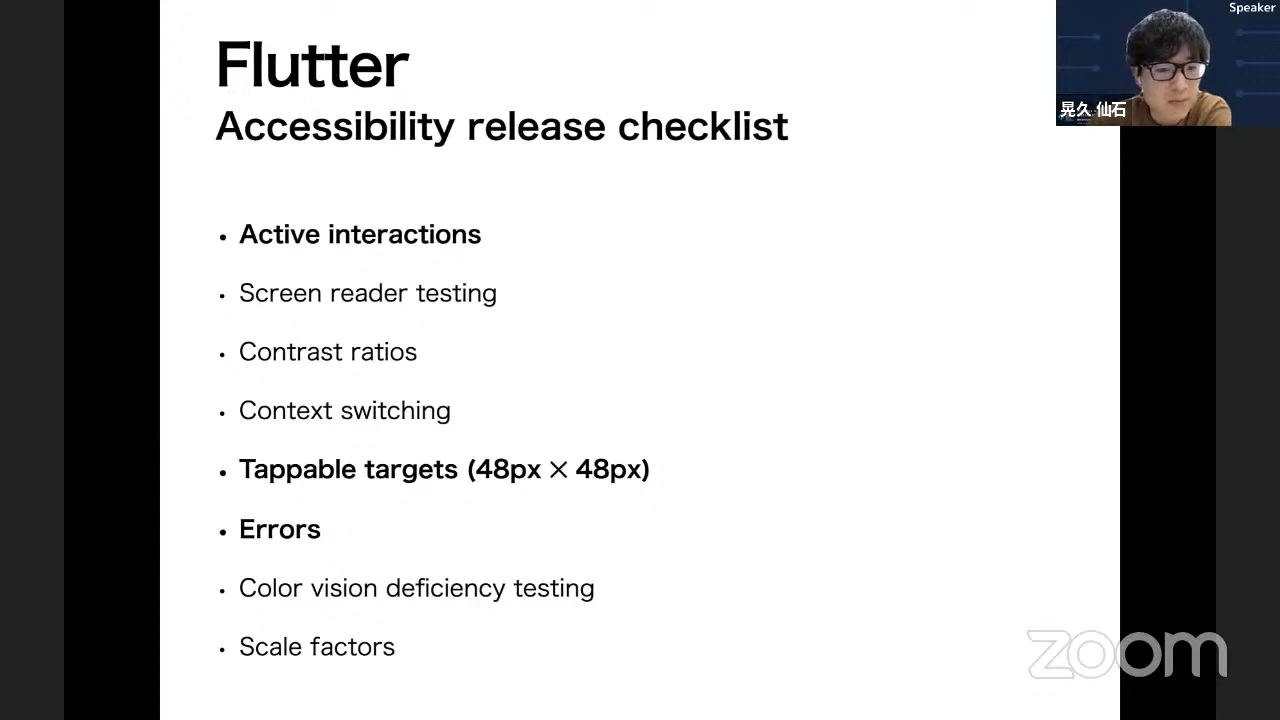 Flutter
Accessibility release checklist
• Active interactions
• Screen reader testing
• Contrast ratios
• Context switching
• Tappable targets (48px × 48px)
• Errors
• Color vision deficiency testing
• Scale factors
Speaker
晃久 仙石
zoom